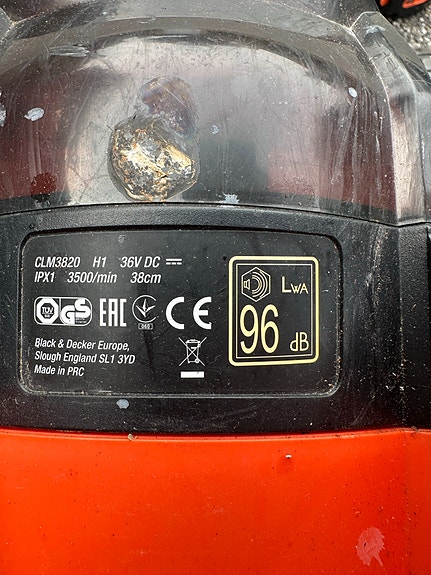 CLM3820 H1 36V DC
IPX1 3500/min 38cm
TÜV GS EAC CE
Black & Decker Europe,
Slough England SL1 3YD
Made in PRC
LWA
96 dB